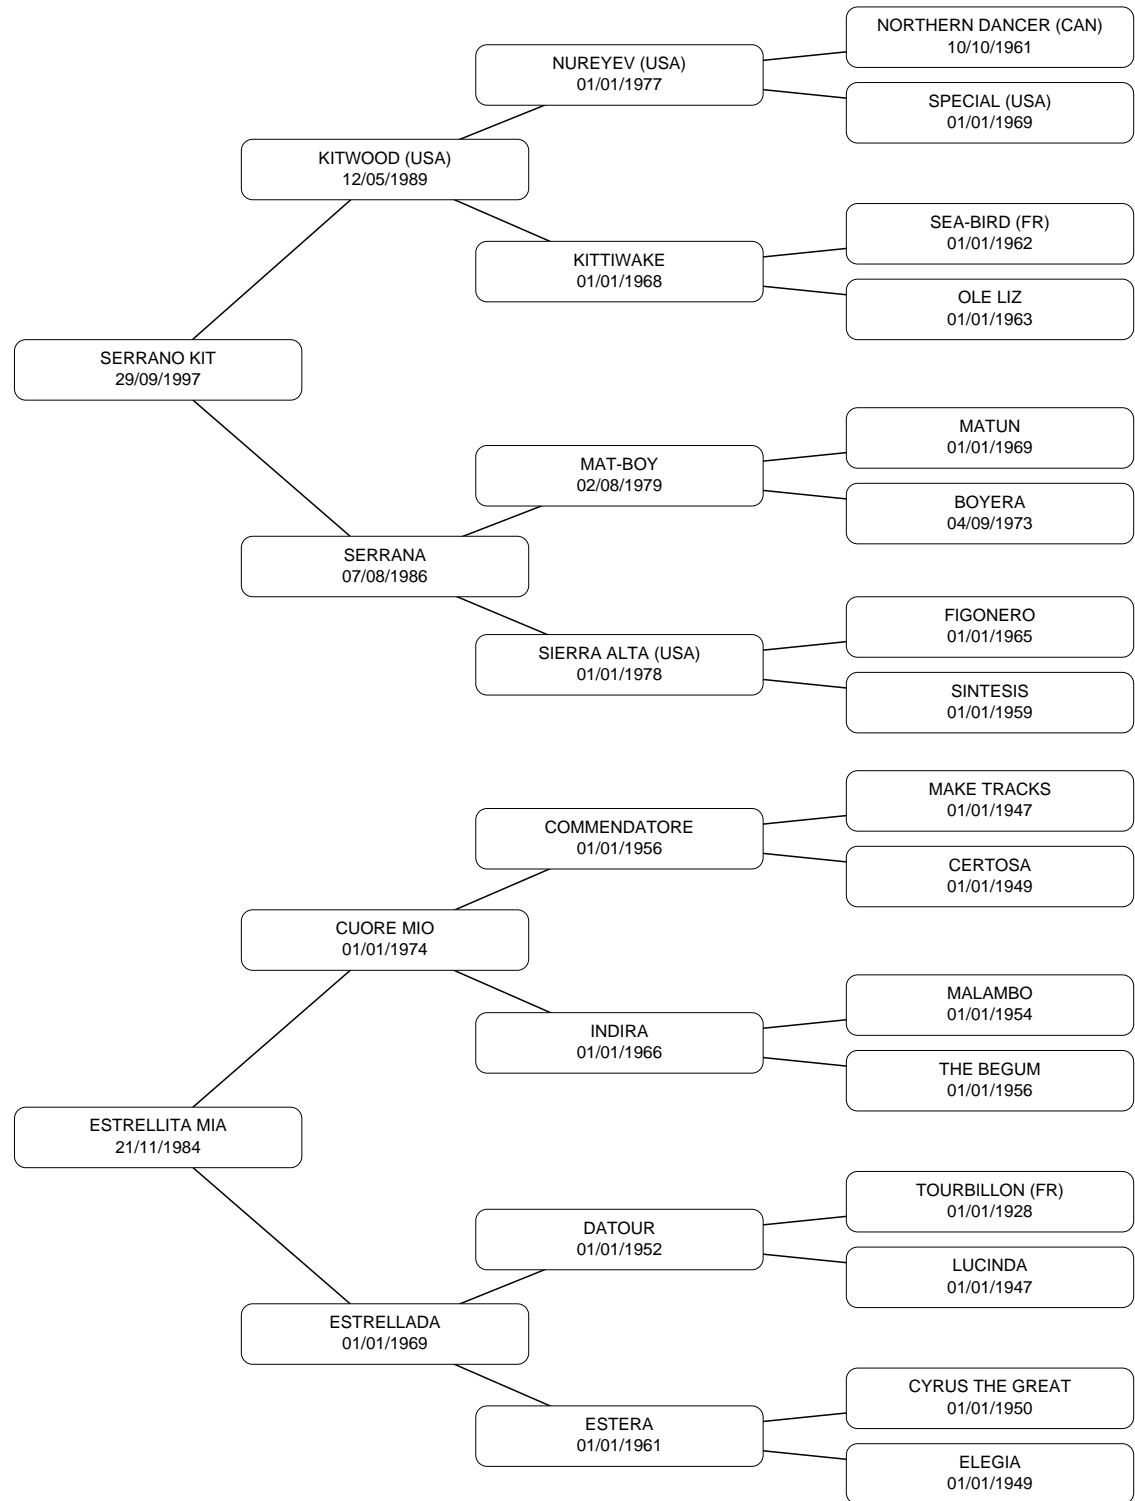 NORTHERN DANCER (CAN)
10/10/1961
NUREYEV (USA)
01/01/1977
SPECIAL (USA)
01/01/1969
KITWOOD (USA)
12/05/1989
SEA-BIRD (FR)
01/01/1962
KITTIWAKE
01/01/1968
OLE LIZ
01/01/1963
SERRANO KIT
29/09/1997
MATUN
01/01/1969
MAT-BOY
02/08/1979
BOYERA
04/09/1973
SERRANA
07/08/1986
FIGONERO
01/01/1965
SIERRA ALTA (USA)
01/01/1978
SINTESIS
01/01/1959
MAKE TRACKS
01/01/1947
COMMENDATORE
01/01/1956
CERTOSA
01/01/1949
CUORE MIO
01/01/1974
MALAMBO
01/01/1954
INDIRA
01/01/1966
THE BEGUM
01/01/1956
ESTRELLITA MIA
21/11/1984
TOURBILLON (FR)
01/01/1928
DATOUR
01/01/1952
LUCINDA
01/01/1947
ESTRELLADA
01/01/1969
CYRUS THE GREAT
01/01/1950
ESTERA
01/01/1961
ELEGIA
01/01/1949